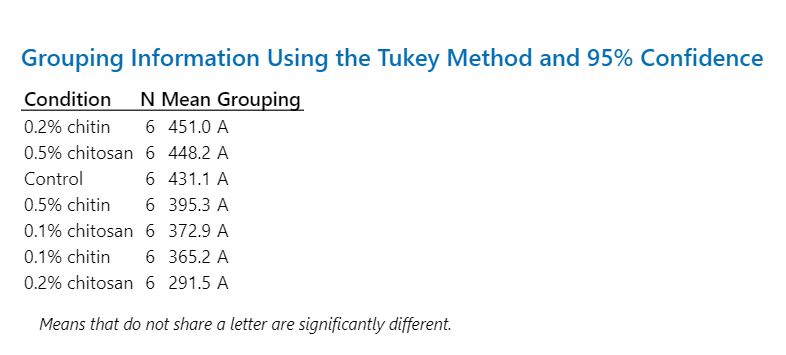 Grouping Information Using the Tukey Method and 95% Confidence
Condition N Mean Grouping
0.2% chitin 6 451.0 A
0.5% chitosan 6 448.2 A
Control 6 431.1 A
0.5% chitin 6 395.3 A
0.1% chitosan 6 372.9 A
0.1% chitin 6 365.2 A
0.2% chitosan 6 291.5 A
Means that do not share a letter are significantly different.